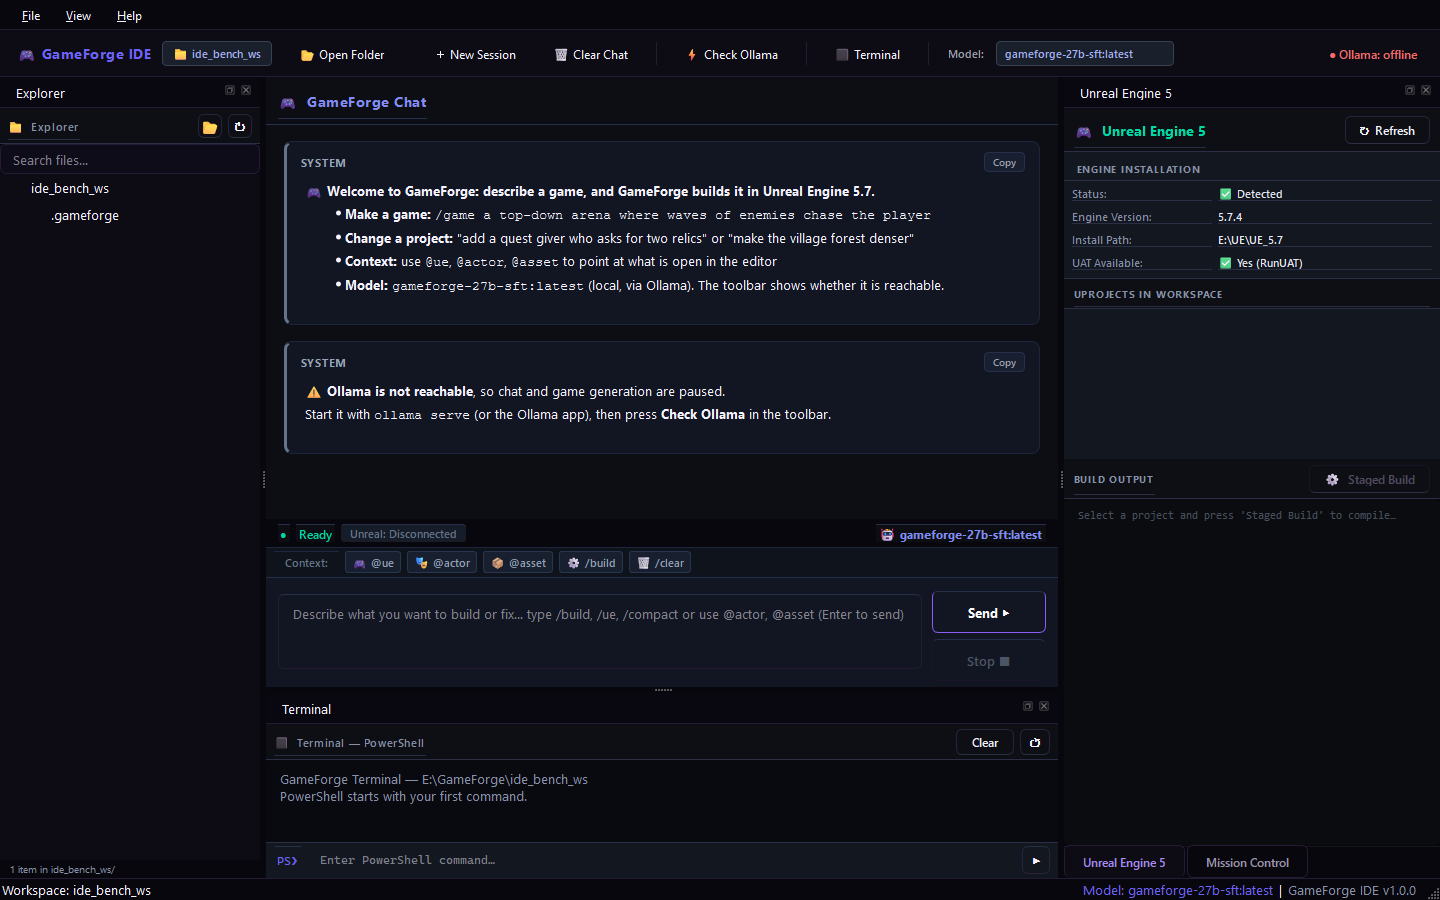 File View Help
GameForge IDE ide_bench_ws Open Folder + New Session Clear Chat Check Ollama Terminal Model: gameforge-27b-sft:latest ● Ollama: offline
Explorer
Explorer
Search files...
ide_bench_ws
.gameforge
1 item in ide_bench_ws/
GameForge Chat
SYSTEM Copy
Welcome to GameForge: describe a game, and GameForge builds it in Unreal Engine 5.7.
• Make a game: /game a top-down arena where waves of enemies chase the player
• Change a project: "add a quest giver who asks for two relics" or "make the village forest denser"
• Context: use @ue, @actor, @asset to point at what is open in the editor
• Model: gameforge-27b-sft:latest (local, via Ollama). The toolbar shows whether it is reachable.
SYSTEM Copy
Ollama is not reachable, so chat and game generation are paused.
Start it with ollama serve (or the Ollama app), then press Check Ollama in the toolbar.
● Ready Unreal: Disconnected gameforge-27b-sft:latest
Context: @ue @actor @asset /build /clear
Describe what you want to build or fix... type /build, /ue, /compact or use @actor, @asset (Enter to send)
Send ▸
Stop ■
Terminal
Terminal — PowerShell Clear
GameForge Terminal — E:\GameForge\ide_bench_ws
PowerShell starts with your first command.
PS❯ Enter PowerShell command…
Unreal Engine 5
Unreal Engine 5 ↻ Refresh
ENGINE INSTALLATION
Status: ✅ Detected
Engine Version: 5.7.4
Install Path: E:\UE\UE_5.7
UAT Available: ✅ Yes (RunUAT)
UPROJECTS IN WORKSPACE
BUILD OUTPUT Staged Build
Select a project and press 'Staged Build' to compile…
Unreal Engine 5 Mission Control
Workspace: ide_bench_ws Model: gameforge-27b-sft:latest | GameForge IDE v1.0.0